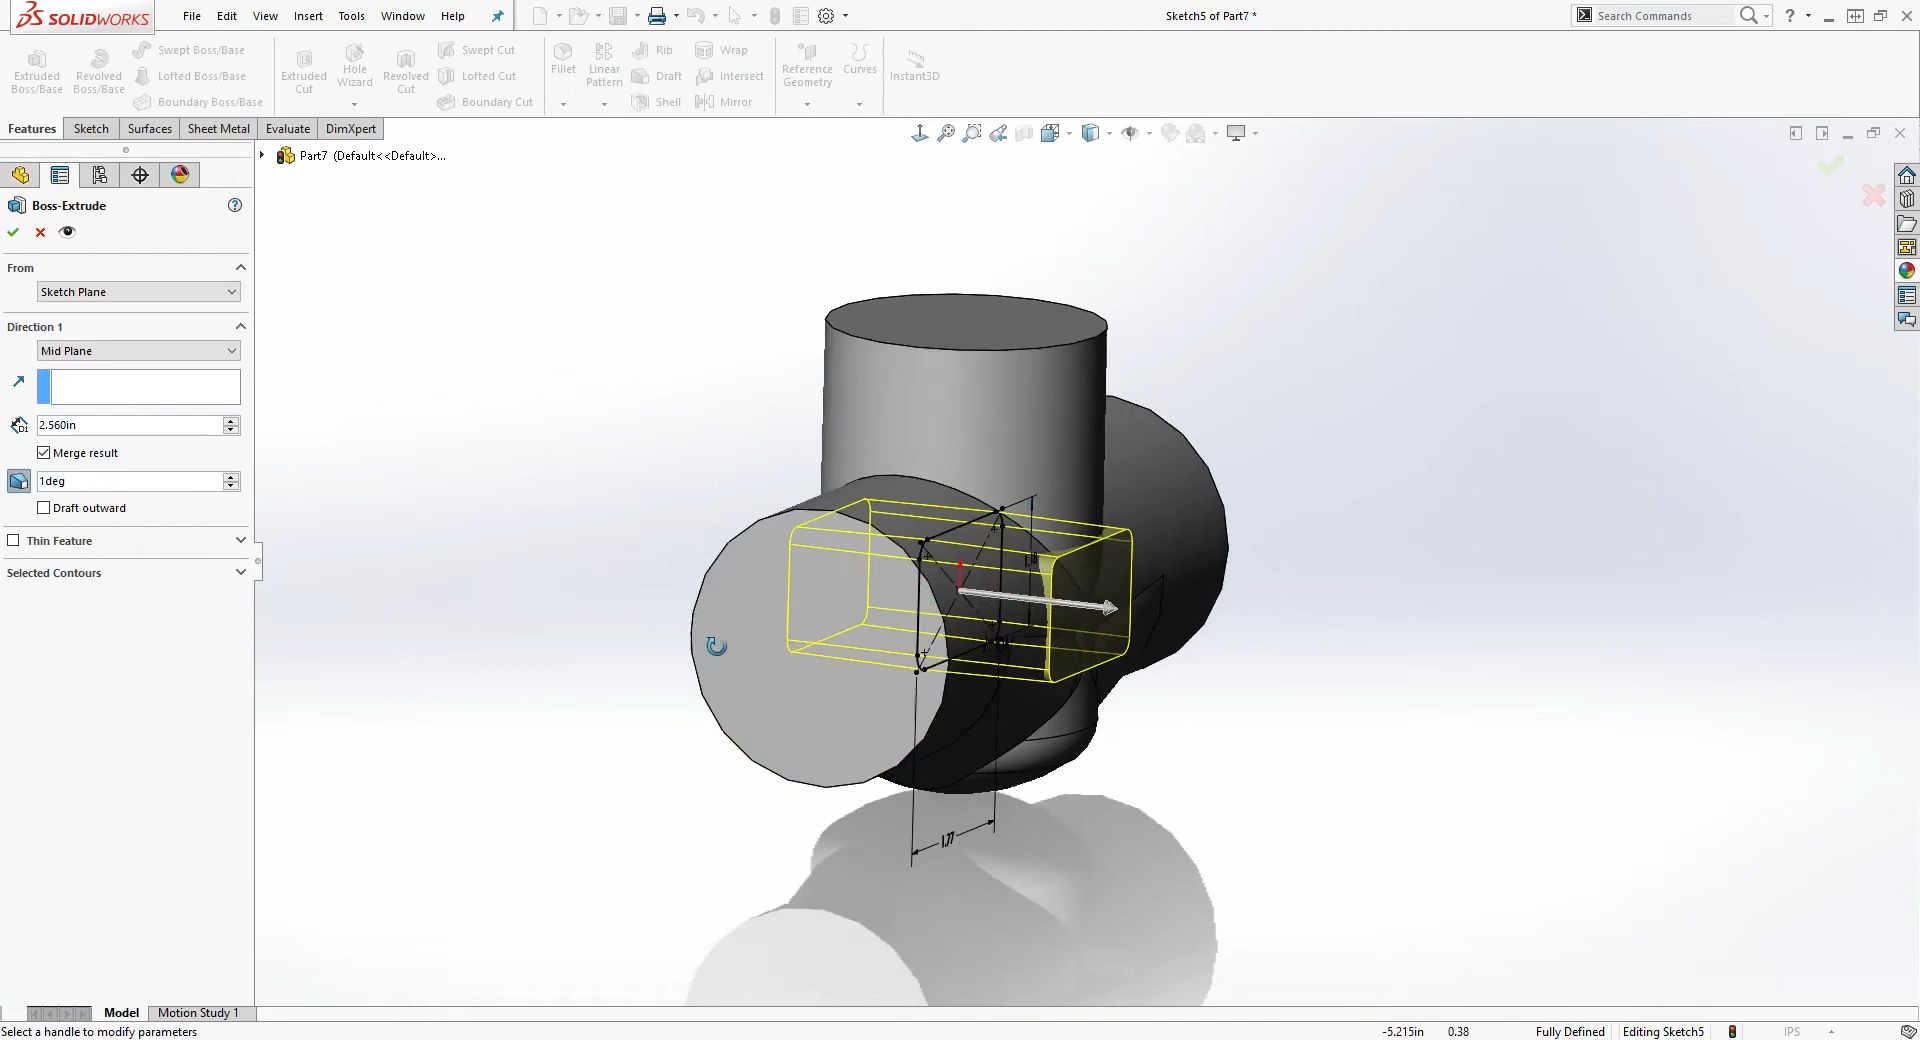 SOLIDWORKS File Edit View Insert Tools Window Help Sketch5 of Part7 * Search Commands
Extruded Boss/Base
Revolved Boss/Base
Swept Boss/Base
Lofted Boss/Base
Boundary Boss/Base
Extruded Cut
Hole Wizard
Revolved Cut
Swept Cut
Lofted Cut
Boundary Cut
Fillet
Linear Pattern
Rib
Draft
Shell
Wrap
Intersect
Mirror
Reference Geometry
Curves
Instant3D
Features Sketch Surfaces Sheet Metal Evaluate DimXpert
Part7 (Default<<Default>...
Boss-Extrude
From
Sketch Plane
Direction 1
Mid Plane
D1 2.560in
Merge result
1deg
Draft outward
Thin Feature
Selected Contours
1.77
Model Motion Study 1
Select a handle to modify parameters -5.215in 0.38 Fully Defined Editing Sketch5 IPS